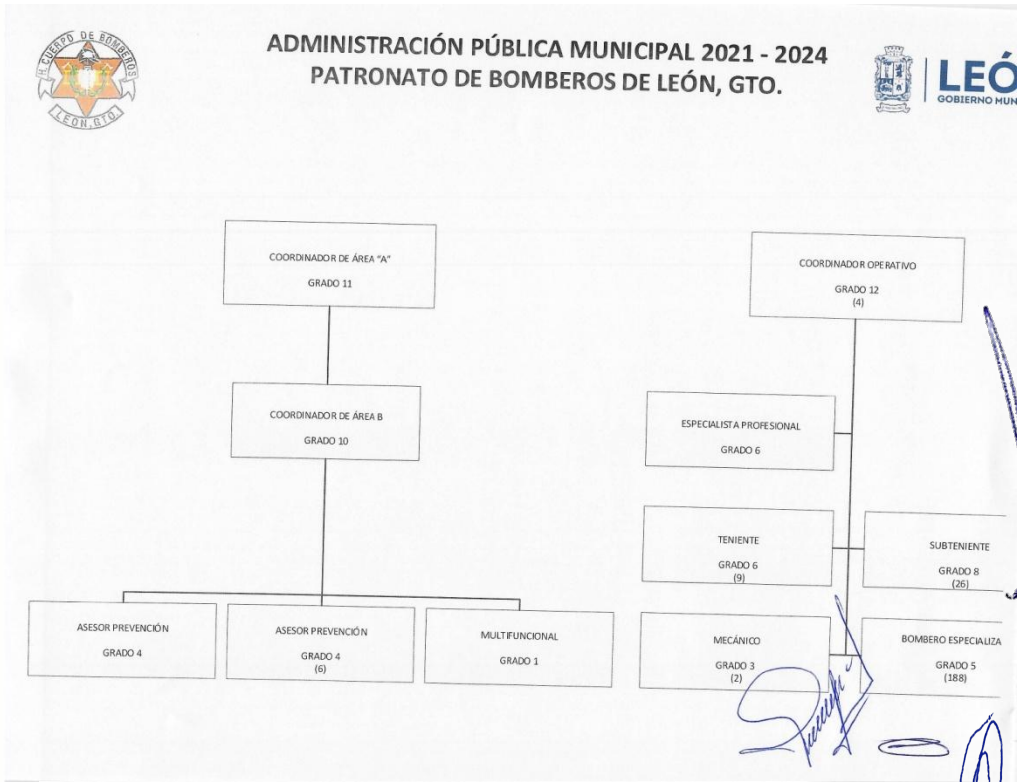 H. CUERPO DE BOMBEROS
LEON, GTO.
ADMINISTRACIÓN PÚBLICA MUNICIPAL 2021 - 2024
PATRONATO DE BOMBEROS DE LEÓN, GTO.
LEÓ
GOBIERNO MUN
COORDINADOR DE ÁREA "A"
GRADO 11
COORDINADOR DE ÁREA B
GRADO 10
ASESOR PREVENCIÓN
GRADO 4
ASESOR PREVENCIÓN
GRADO 4
(6)
MULTIFUNCIONAL
GRADO 1
COORDINADOR OPERATIVO
GRADO 12
(4)
ESPECIALISTA PROFESIONAL
GRADO 6
TENIENTE
GRADO 6
(9)
SUBTENIENTE
GRADO 8
(26)
MECÁNICO
GRADO 3
(2)
BOMBERO ESPECIALIZA
GRADO 5
(188)